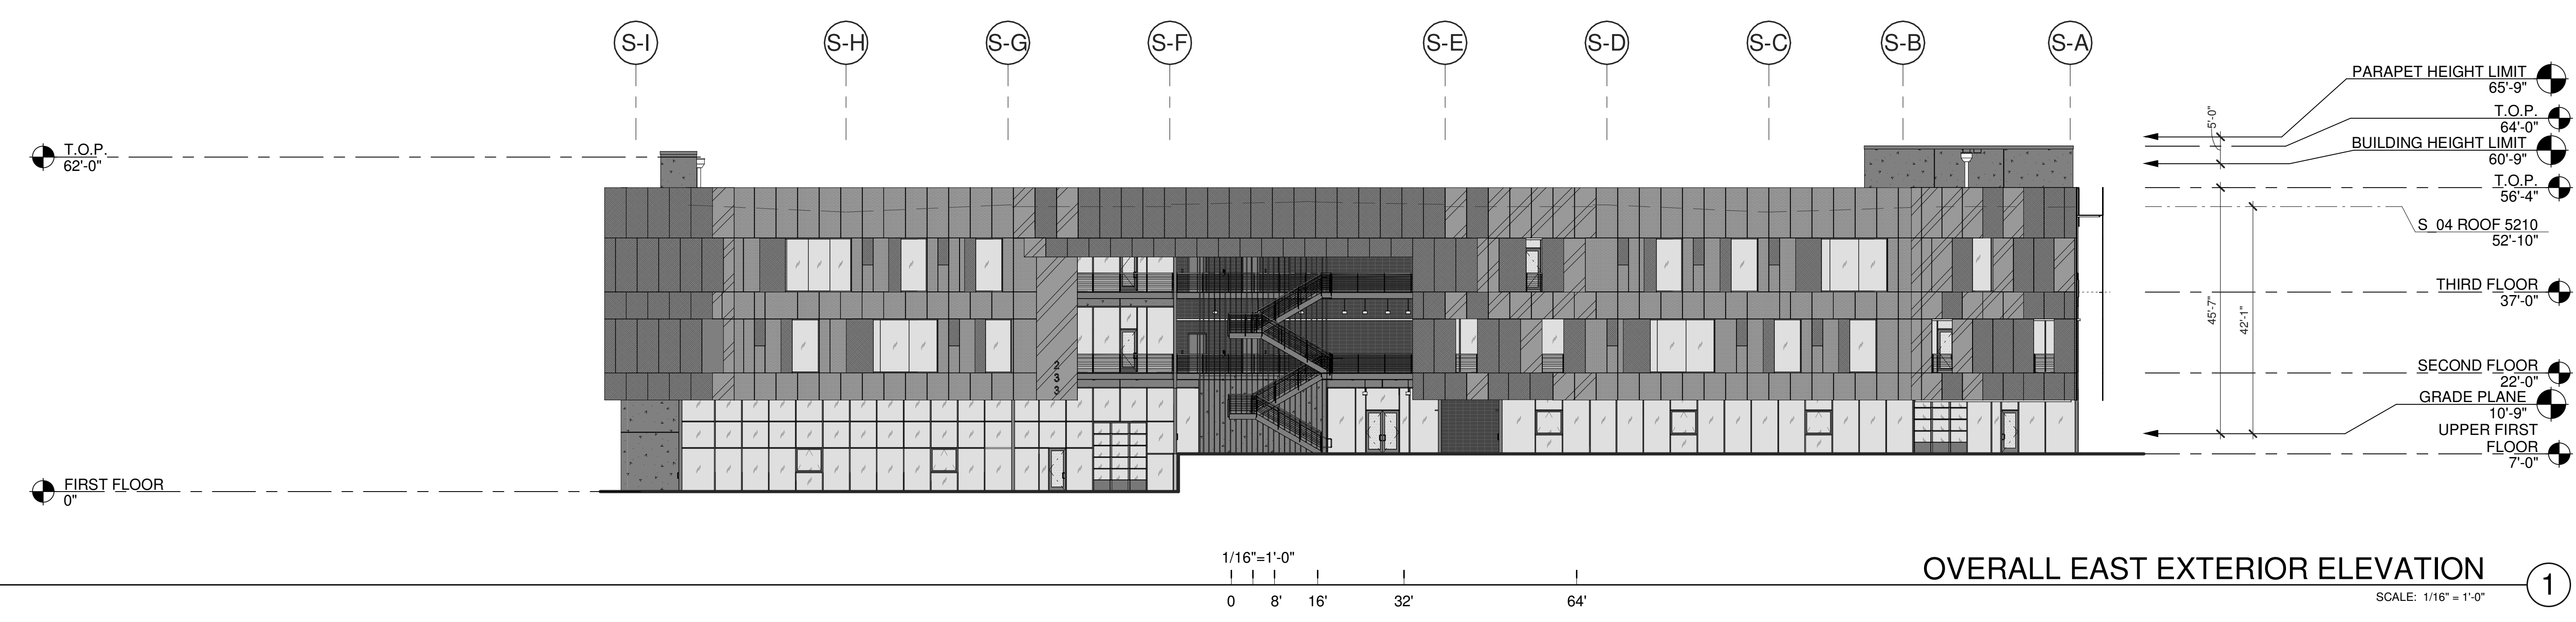 S-I S-H S-G S-F S-E S-D S-C S-B S-A
PARAPET HEIGHT LIMIT
65'-9"
T.O.P.
64'-0"
BUILDING HEIGHT LIMIT
60'-9"
T.O.P.
56'-4"
S_04 ROOF 5210
52'-10"
THIRD FLOOR
37'-0"
SECOND FLOOR
22'-0"
GRADE PLANE
10'-9"
UPPER FIRST
FLOOR
7'-0"
5'-0"
45'-7"
42'-1"
T.O.P.
62'-0"
FIRST FLOOR
0"
2
3
3
1/16"=1'-0"
0 8' 16' 32' 64'
OVERALL EAST EXTERIOR ELEVATION
SCALE: 1/16" = 1'-0"
1